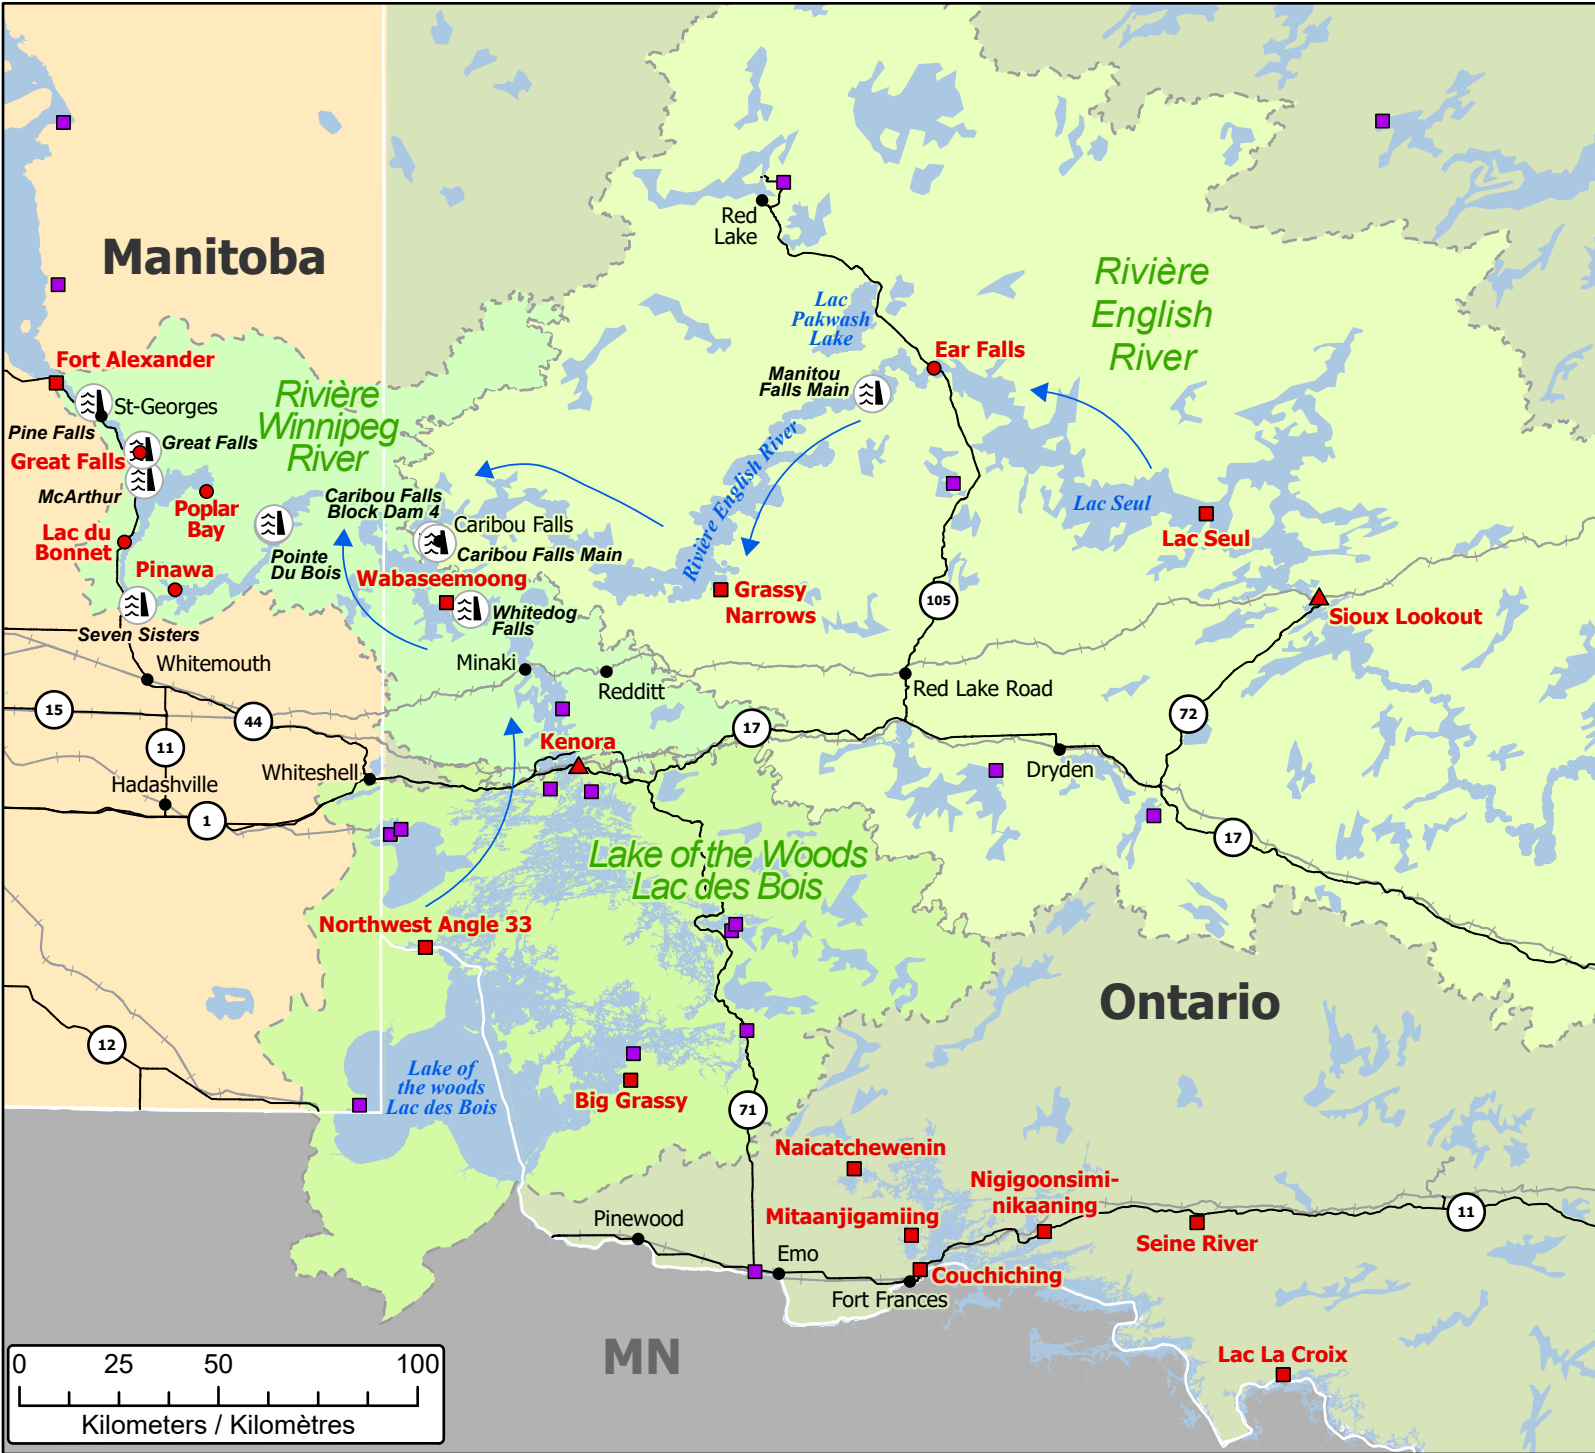 Manitoba
Red
Lake
Rivière
English
River
Lac
Pakwash
Lake
Ear Falls
Manitou
Falls Main
Fort Alexander
St-Georges
Pine Falls
Great Falls
Great Falls
McArthur
Rivière
Winnipeg
River
Poplar
Bay
Lac du
Bonnet
Pinawa
Pointe
Du Bois
Seven Sisters
Caribou Falls
Block Dam 4
Caribou Falls
Caribou Falls Main
Wabaseemoong
Whitedog
Falls
Rivière English River
Grassy
Narrows
Lac Seul
Lac Seul
105
Sioux Lookout
Whitemouth
Minaki
Redditt
Red Lake Road
15
44
11
17
72
Kenora
Whiteshell
Hadashville
1
Dryden
17
Lake of the Woods
Lac des Bois
Northwest Angle 33
Ontario
12
Lake of
the woods
Lac des Bois
Big Grassy
71
Naicatchewenin
Nigigoonsimi-
nikaaning
Mitaanjigamiing
11
Seine River
Pinewood
Emo
Couchiching
Fort Frances
MN
Lac La Croix
0 25 50 100
Kilometers / Kilomètres